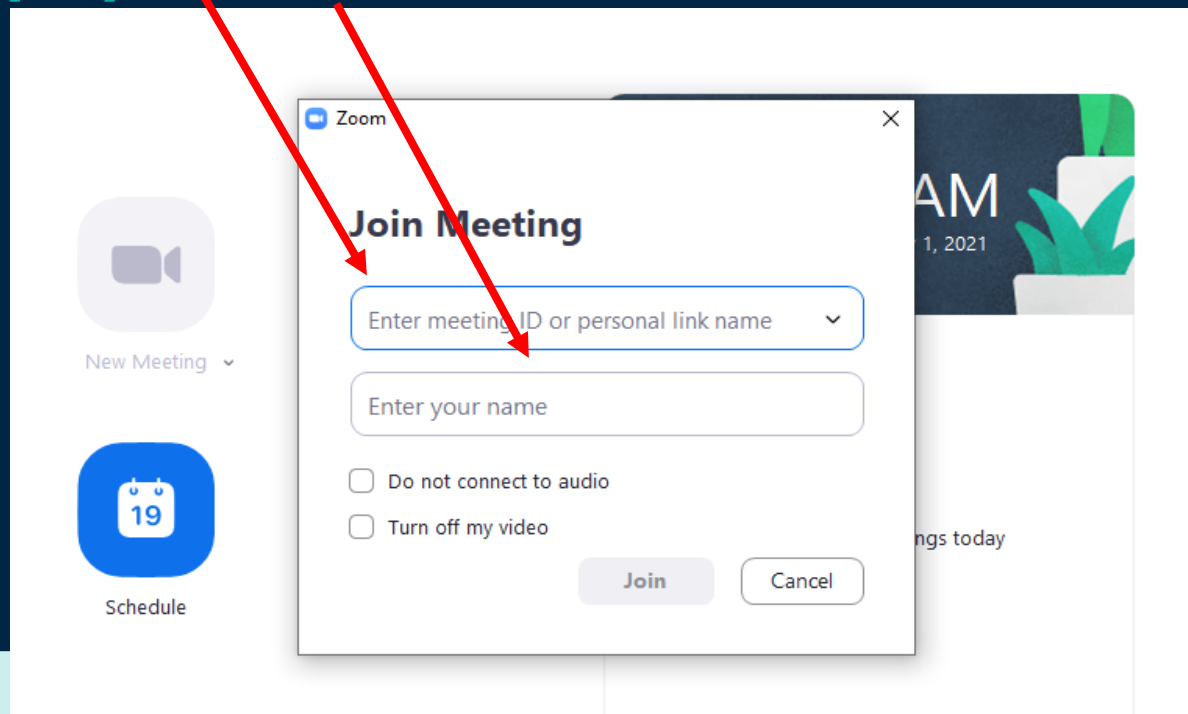 Zoom
AM
1, 2021
Join Meeting
Enter meeting ID or personal link name
New Meeting
Enter your name
Do not connect to audio
19
Turn off my video
ngs today
Join
Cancel
Schedule